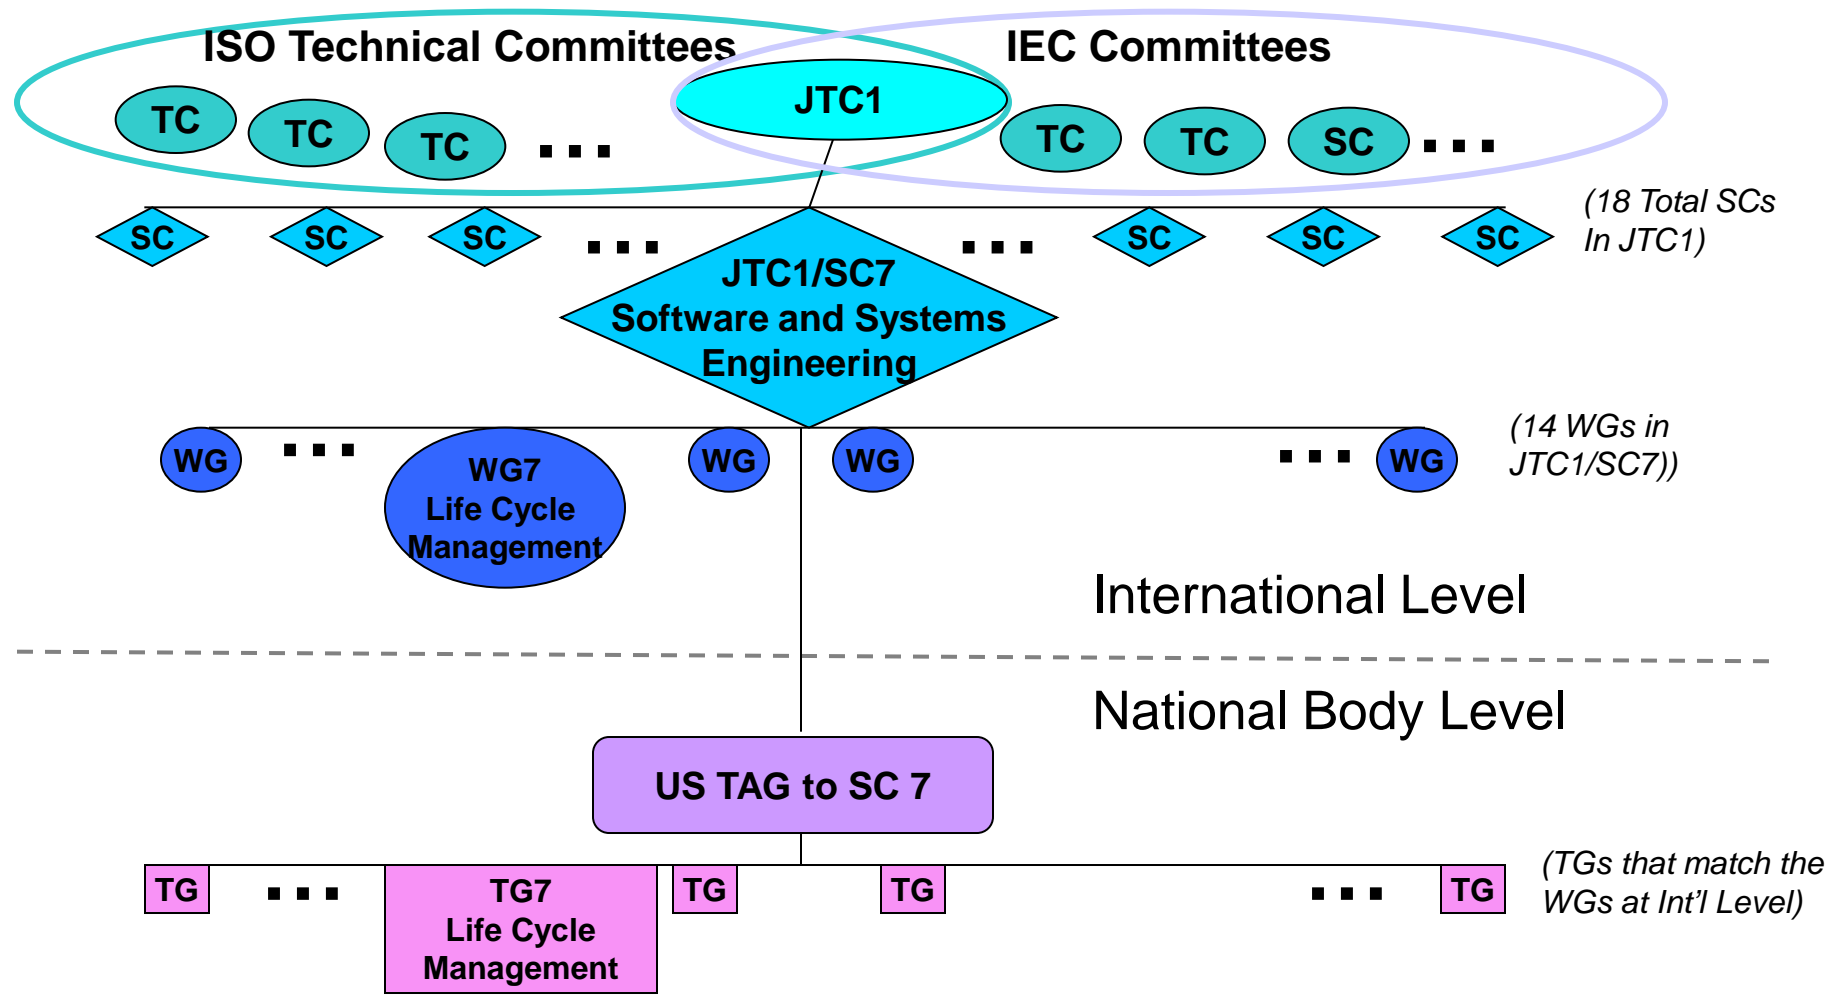 ISO Technical Committees
IEC Committees
JTC1
TC
TC
TC
...
TC
TC
SC
...
(18 Total SCs
In JTC1)
SC
SC
SC
...
...
SC
SC
SC
JTC1/SC7
Software and Systems
Engineering
(14 WGs in
JTC1/SC7))
WG
...
WG7
Life Cycle
Management
WG
WG
...
WG
International Level
National Body Level
US TAG to SC 7
(TGs that match the
WGs at Int'l Level)
TG
...
TG7
Life Cycle
Management
TG
TG
...
TG